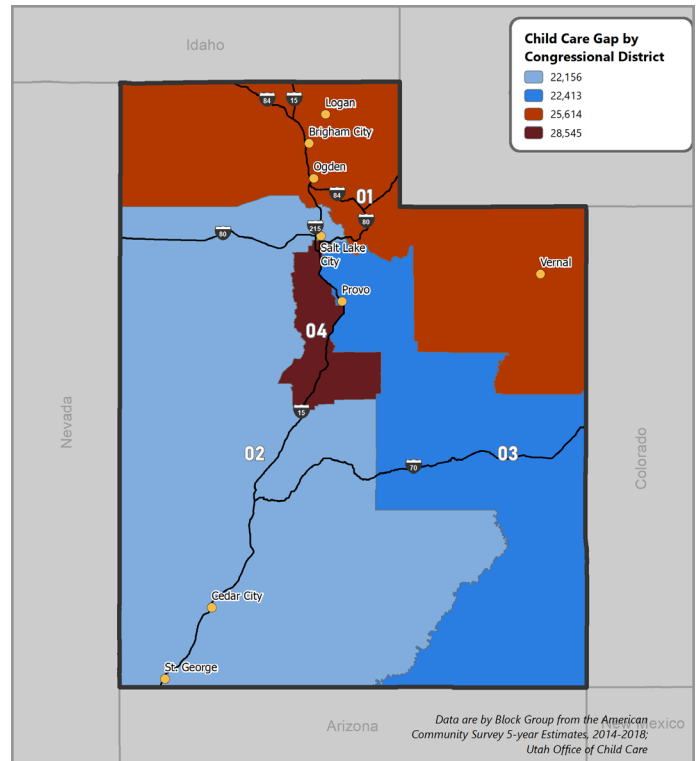 Idaho
Child Care Gap by
Congressional District
22,156
22,413
25,614
28,545
84
15
Logan
Brigham City
Ogden
84
01
80
215
80
Salt Lake
City
Vernal
Provo
04
Nevada
15
02
03
70
Colorado
Cedar City
St. George
Arizona
New Mexico
Data are by Block Group from the American
Community Survey 5-year Estimates, 2014-2018;
Utah Office of Child Care